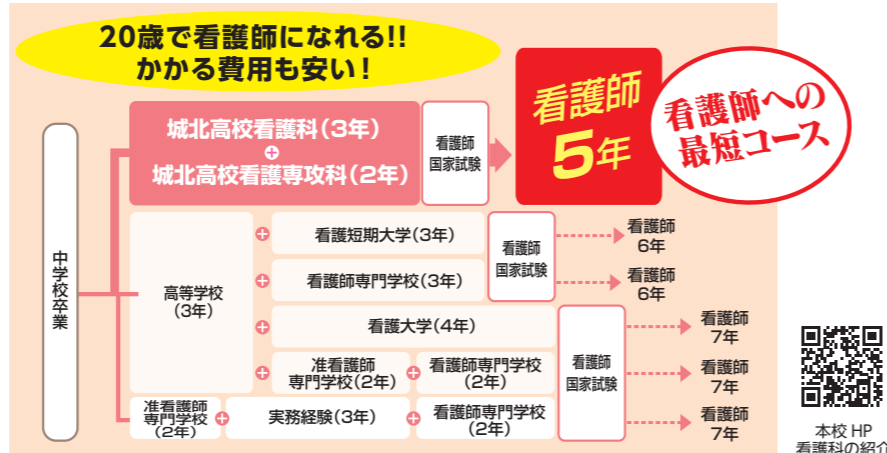 20歳で看護師になれる!!
かかる費用も安い！
看護師
5年
看護師への
最短コース
中学校卒業
城北高校看護科(3年)
+
城北高校看護専攻科(2年)
看護師
国家試験
高等学校
(3年)
+
看護短期大学(3年)
+
看護師専門学校(3年)
看護師
国家試験
看護師
6年
看護師
6年
+
看護大学(4年)
+
准看護師
専門学校(2年)
+
看護師専門学校
(2年)
准看護師
専門学校
(2年)
+
実務経験(3年)
+
看護師専門学校
(2年)
看護師
国家試験
看護師
7年
看護師
7年
看護師
7年
本校 HP
看護科の紹介